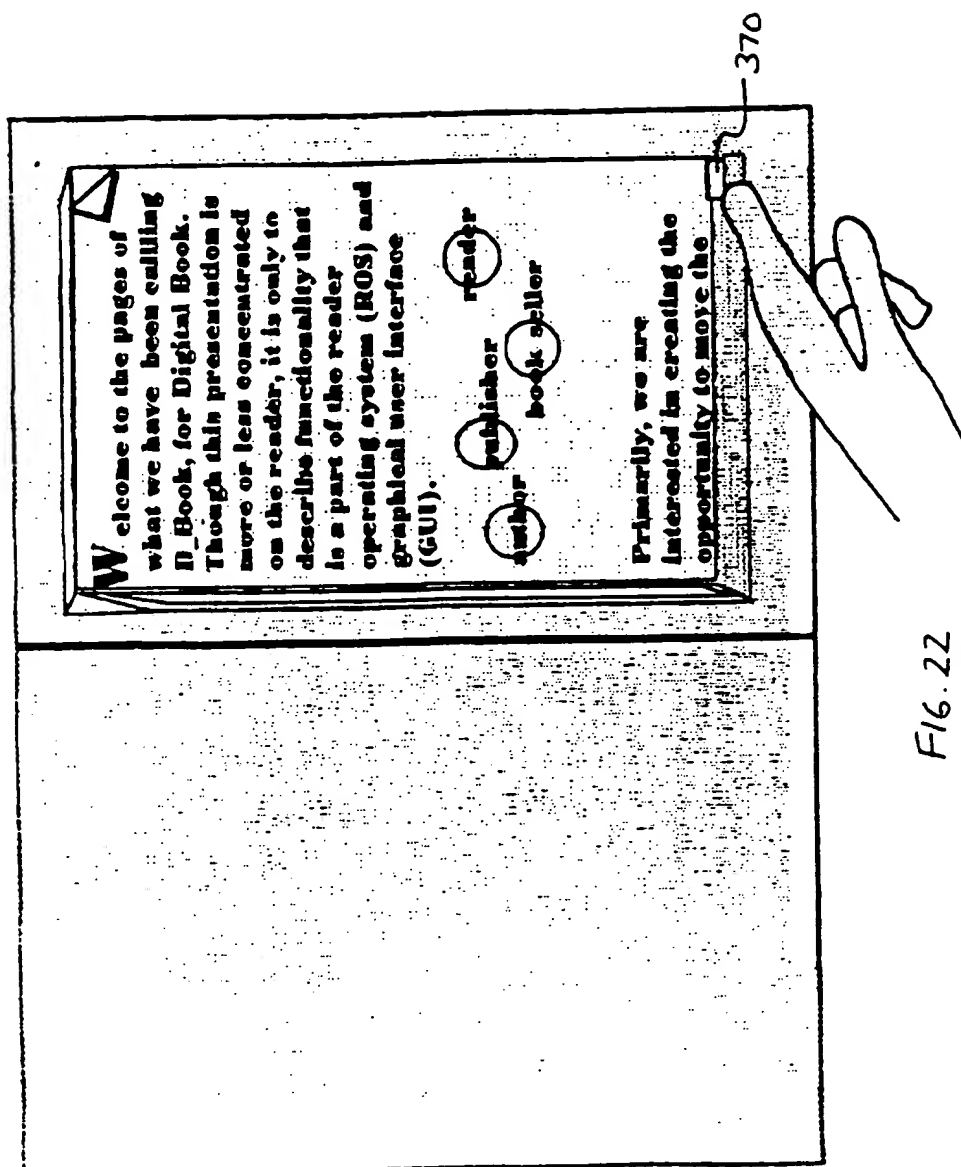 Welcome to the pages of
what we have been calling
D_Book, for Digital Book.
Though this presentation is
more or less concentrated
on the reader, it is only to
describe functionality that
is a part of the reader
operating system (ROS) and
graphical user interface
(GUI).
author publisher book seller reader
Primarily, we are
interested in creating the
opportunity to move the
370
FIG. 22